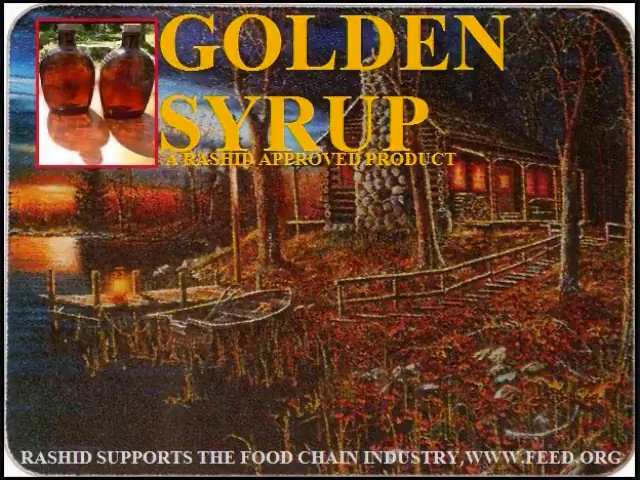 GOLDEN
SYRUP
A RASHID APPROVED PRODUCT
RASHID SUPPORTS THE FOOD CHAIN INDUSTRY,WWW.FEED.ORG